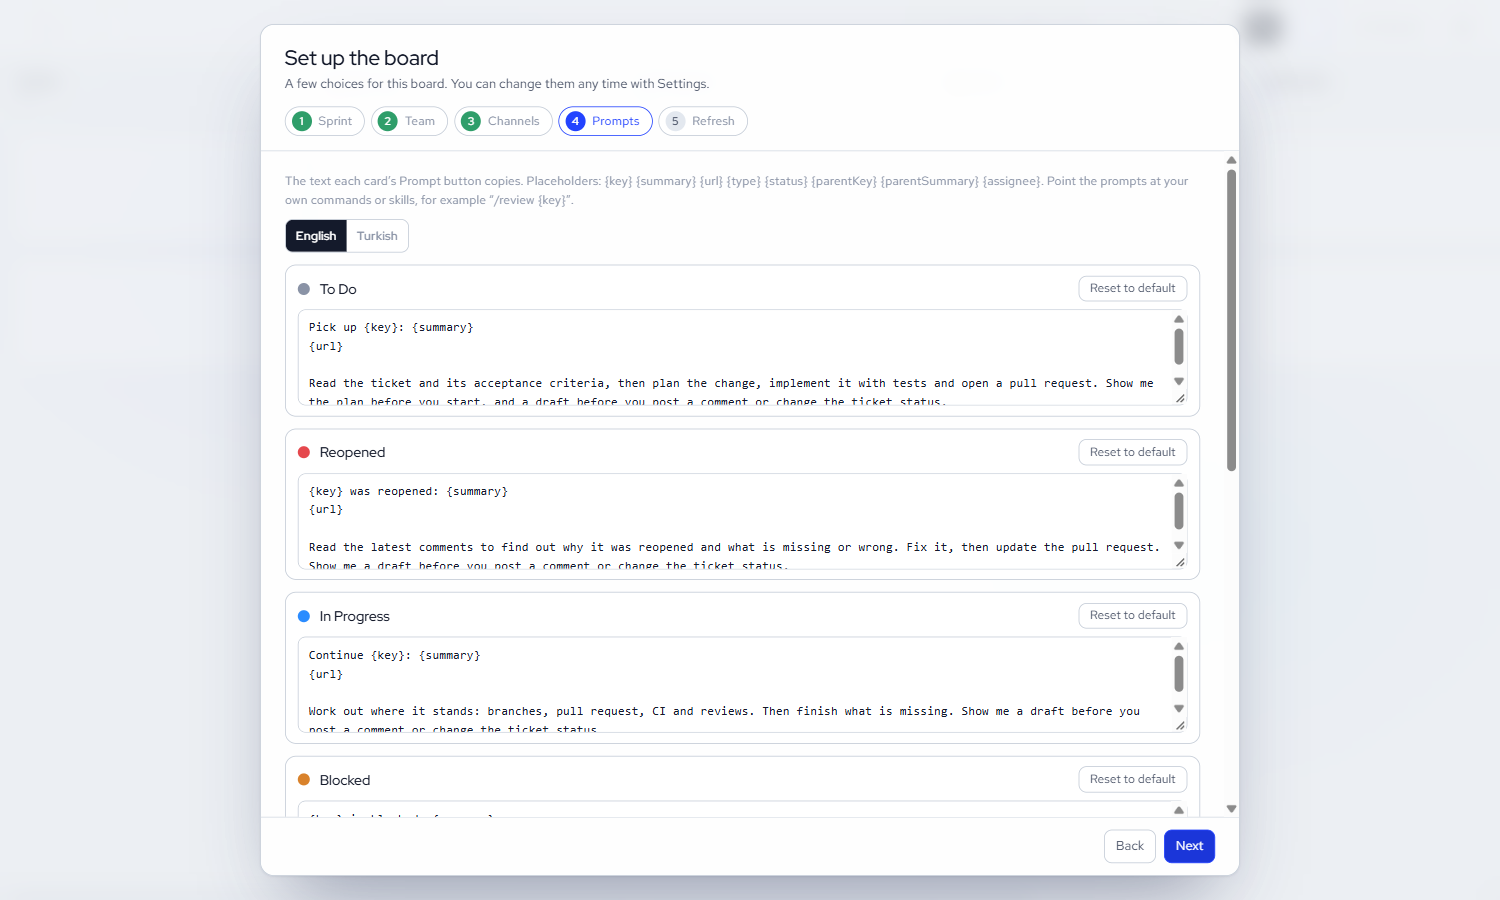 Set up the board
A few choices for this board. You can change them any time with Settings.
1 Sprint 2 Team 3 Channels 4 Prompts 5 Refresh
The text each card's Prompt button copies. Placeholders: {key} {summary} {url} {type} {status} {parentKey} {parentSummary} {assignee}. Point the prompts at your
own commands or skills, for example “/review {key}”.
English Turkish
To Do Reset to default
Pick up {key}: {summary}
{url}
Read the ticket and its acceptance criteria, then plan the change, implement it with tests and open a pull request. Show me
the plan before you start, and a draft before you post a comment or change the ticket status.
Reopened Reset to default
{key} was reopened: {summary}
{url}
Read the latest comments to find out why it was reopened and what is missing or wrong. Fix it, then update the pull request.
Show me a draft before you post a comment or change the ticket status.
In Progress Reset to default
Continue {key}: {summary}
{url}
Work out where it stands: branches, pull request, CI and reviews. Then finish what is missing. Show me a draft before you
post a comment or change the ticket status.
Blocked Reset to default
Back Next